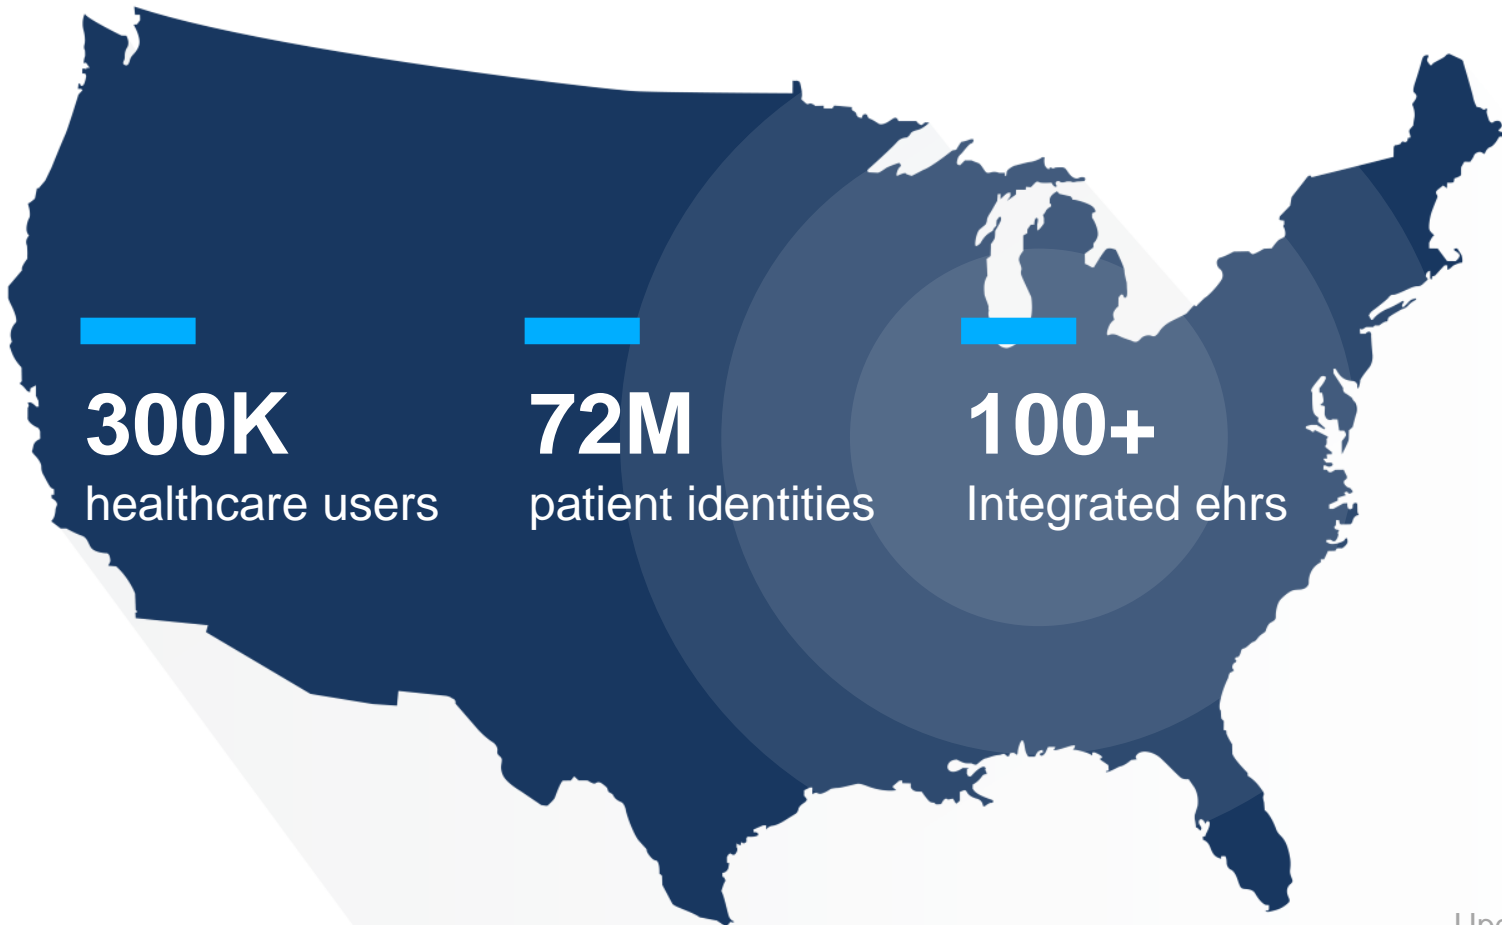 300K
healthcare users
72M
patient identities
100+
Integrated ehrs